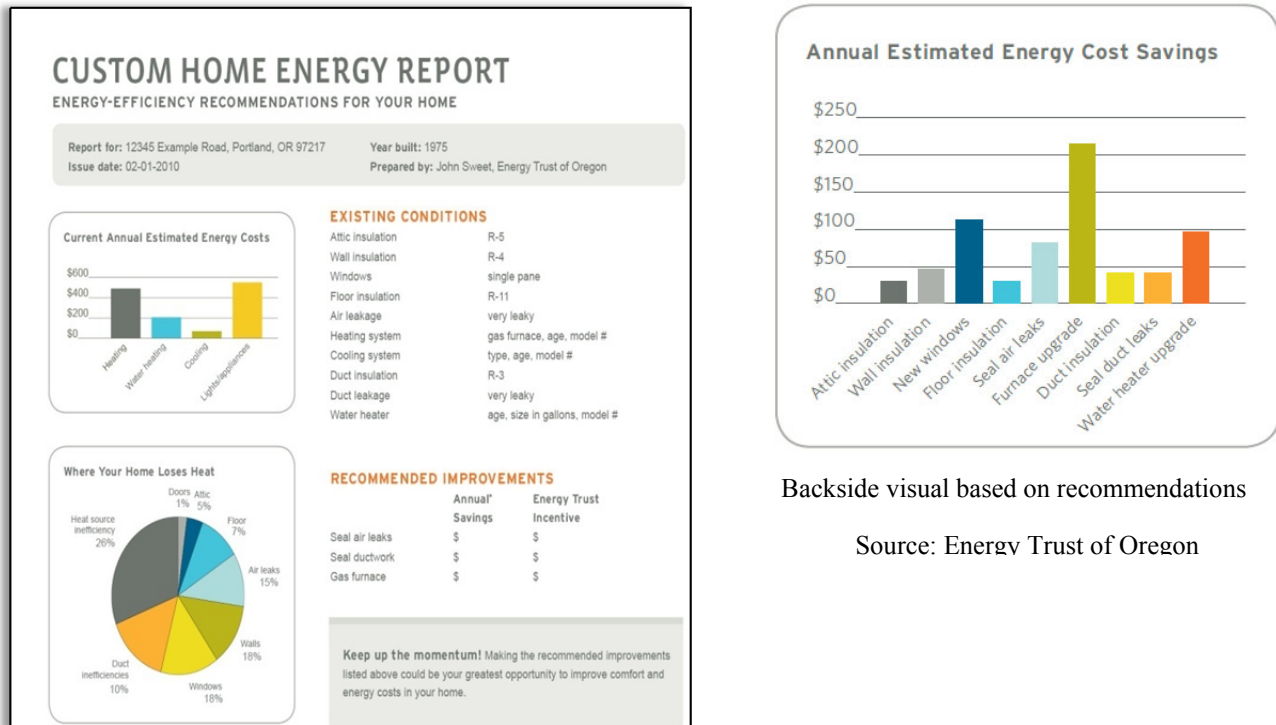 CUSTOM HOME ENERGY REPORT
ENERGY-EFFICIENCY RECOMMENDATIONS FOR YOUR HOME
Report for: 12345 Example Road, Portland, OR 97217
Year built: 1975
Issue date: 02-01-2010
Prepared by: John Sweet, Energy Trust of Oregon
Current Annual Estimated Energy Costs
$600
$400
$200
$0
Heating
Water heating
Cooling
Lights/appliances
EXISTING CONDITIONS
Attic insulation R-5
Wall insulation R-4
Windows single pane
Floor insulation R-11
Air leakage very leaky
Heating system gas furnace, age, model #
Cooling system type, age, model #
Duct insulation R-3
Duct leakage very leaky
Water heater age, size in gallons, model #
Where Your Home Loses Heat
Doors
1%
Attic
5%
Floor
7%
Air leaks
15%
Walls
18%
Windows
18%
Duct
inefficiencies
10%
Heat source
inefficiency
26%
RECOMMENDED IMPROVEMENTS
Annual* Energy Trust
Savings Incentive
Seal air leaks $ $
Seal ductwork $ $
Gas furnace $ $
Keep up the momentum! Making the recommended improvements
listed above could be your greatest opportunity to improve comfort and
energy costs in your home.
Annual Estimated Energy Cost Savings
$250
$200
$150
$100
$50
$0
Attic insulation
Wall insulation
New windows
Floor insulation
Seal air leaks
Furnace upgrade
Duct insulation
Seal duct leaks
Water heater upgrade
Backside visual based on recommendations
Source: Energy Trust of Oregon